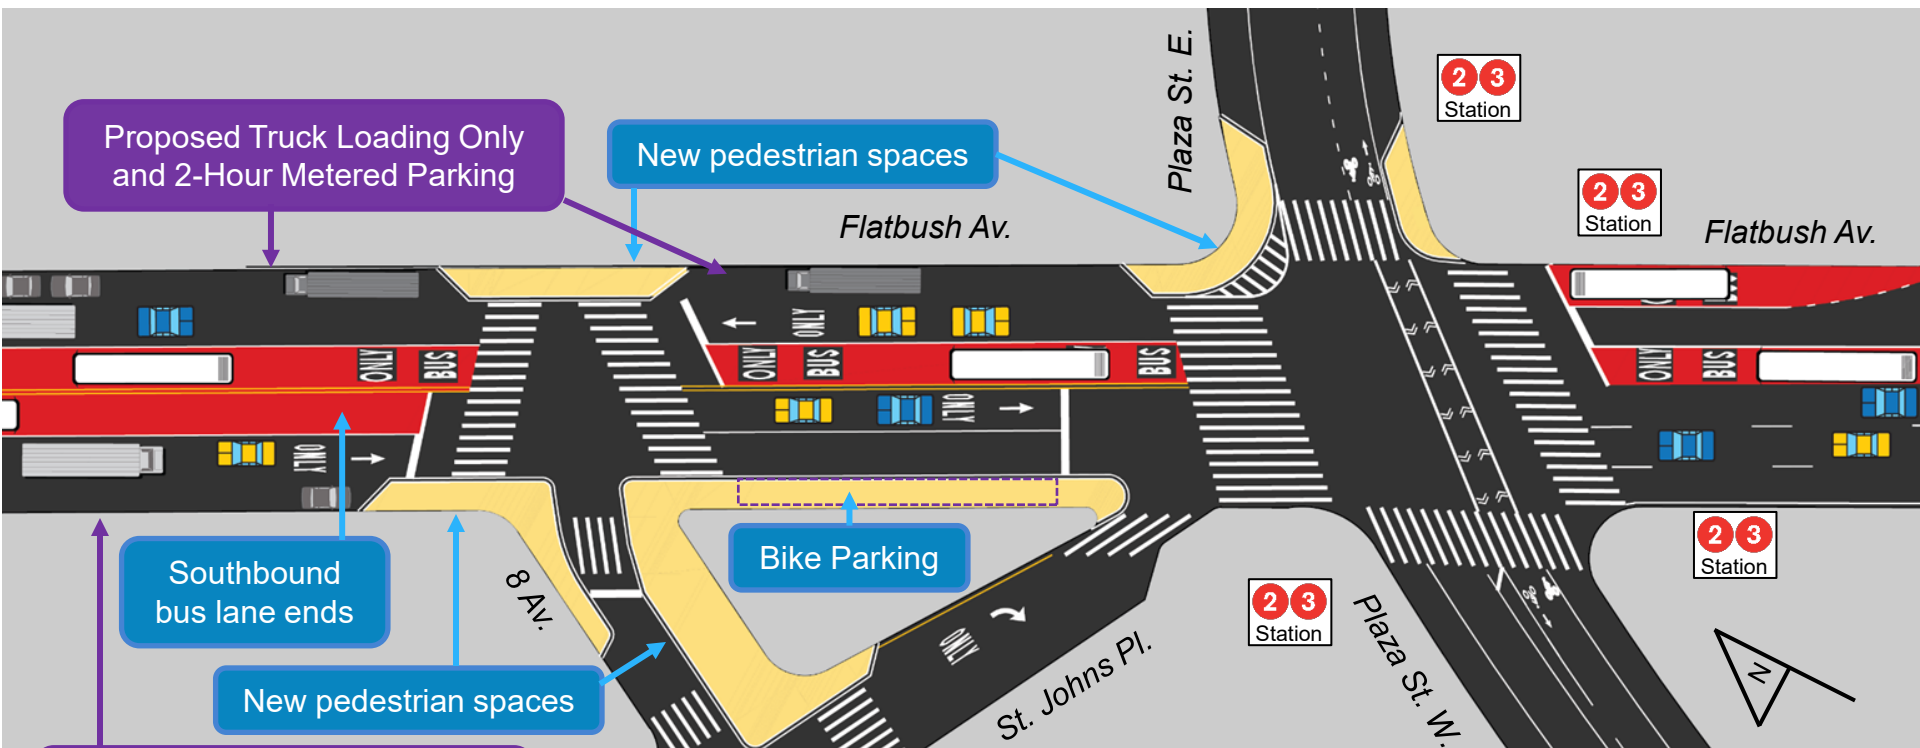 Plaza St. E.
2 3
Station
Proposed Truck Loading Only
and 2-Hour Metered Parking
New pedestrian spaces
2 3
Station
Flatbush Av.
Flatbush Av.
ONLY
ONLY
BUS
ONLY
BUS
BUS
ONLY
BUS
ONLY
ONLY
Southbound
bus lane ends
Bike Parking
2 3
Station
8 Av.
2 3
Station
ONLY
New pedestrian spaces
St. Johns Pl.
Plaza St. W.
N